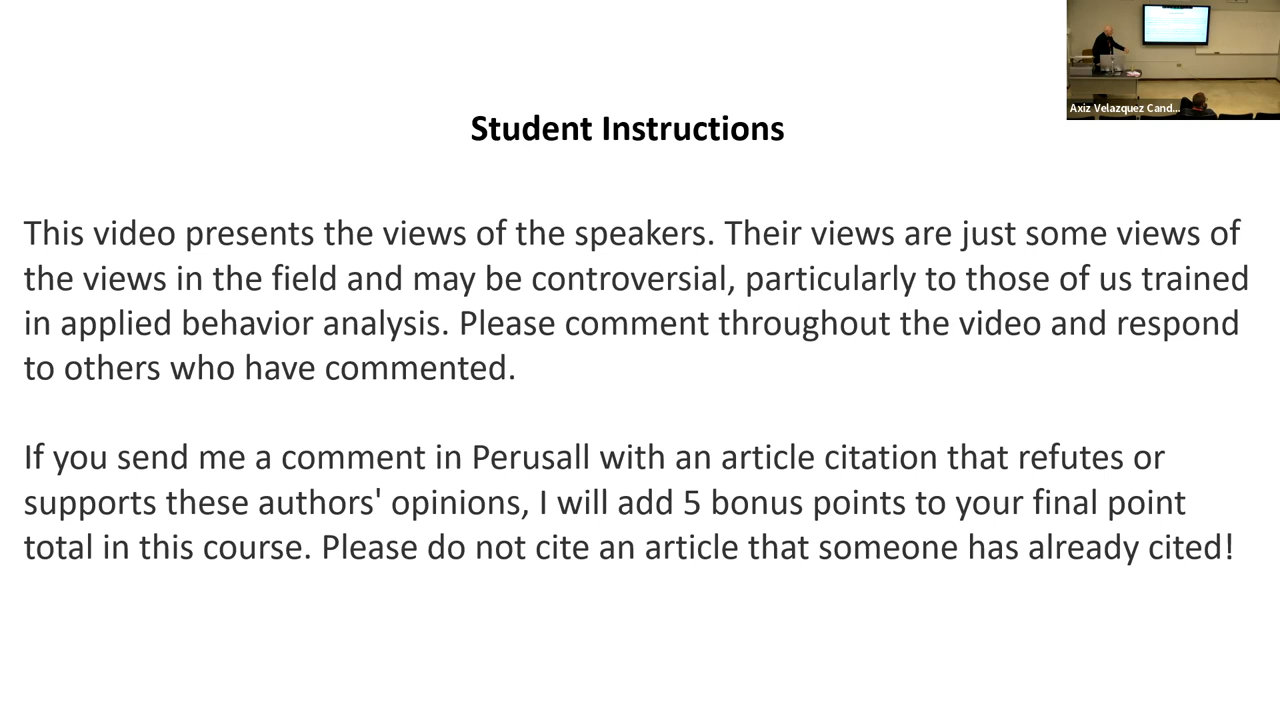 Axiz Velazquez Cand...
Student Instructions
This video presents the views of the speakers. Their views are just some views of
the views in the field and may be controversial, particularly to those of us trained
in applied behavior analysis. Please comment throughout the video and respond
to others who have commented.
If you send me a comment in Perusall with an article citation that refutes or
supports these authors' opinions, I will add 5 bonus points to your final point
total in this course. Please do not cite an article that someone has already cited!